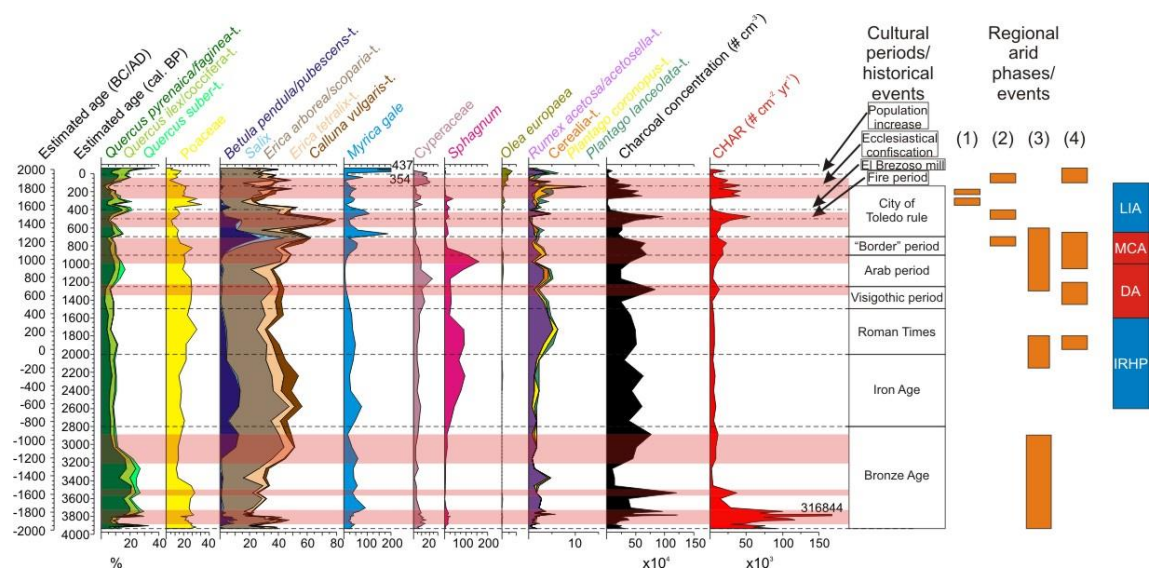 Estimated age (BC/AD)
Estimated age (cal. BP)
Quercus pyrenaica/faginea-t.
Quercus ilex/coccifera-t.
Quercus suber-t.
Poaceae
Betula pendula/pubescens-t.
Salix
Erica arborea/scoparia-t.
Erica tetralix-t.
Calluna vulgaris-t.
Myrica gale
Cyperaceae
Sphagnum
Olea europaea
Rumex acetosa/acetosella-t.
Cerealia-t.
Plantago coronopus-t.
Plantago lanceolata-t.
Charcoal concentration (# cm-3)
CHAR (# cm-2 yr-1)
Cultural
periods/
historical
events
Regional
arid
phases/
events
Population
increase
Ecclesiastical
confiscation
El Brezoso mill
Fire period
City of
Toledo rule
"Border" period
Arab period
Visigothic period
Roman Times
Iron Age
Bronze Age
(1) (2) (3) (4)
LIA
MCA
DA
IRHP
437
354
316844
2000
1800
1600
1400
1200
1000
800
600
400
200
0
-200
-400
-600
-800
-1000
-1200
-1400
-1600
-1800
-2000
0
200
400
600
800
1000
1200
1400
1600
1800
2000
2200
2400
2600
2800
3000
3200
3400
3600
3800
4000
20 40 20 40 20 40 60 80 100 200 20 50 100 150 10 50 100 50 100 150
% x10⁴ x10³